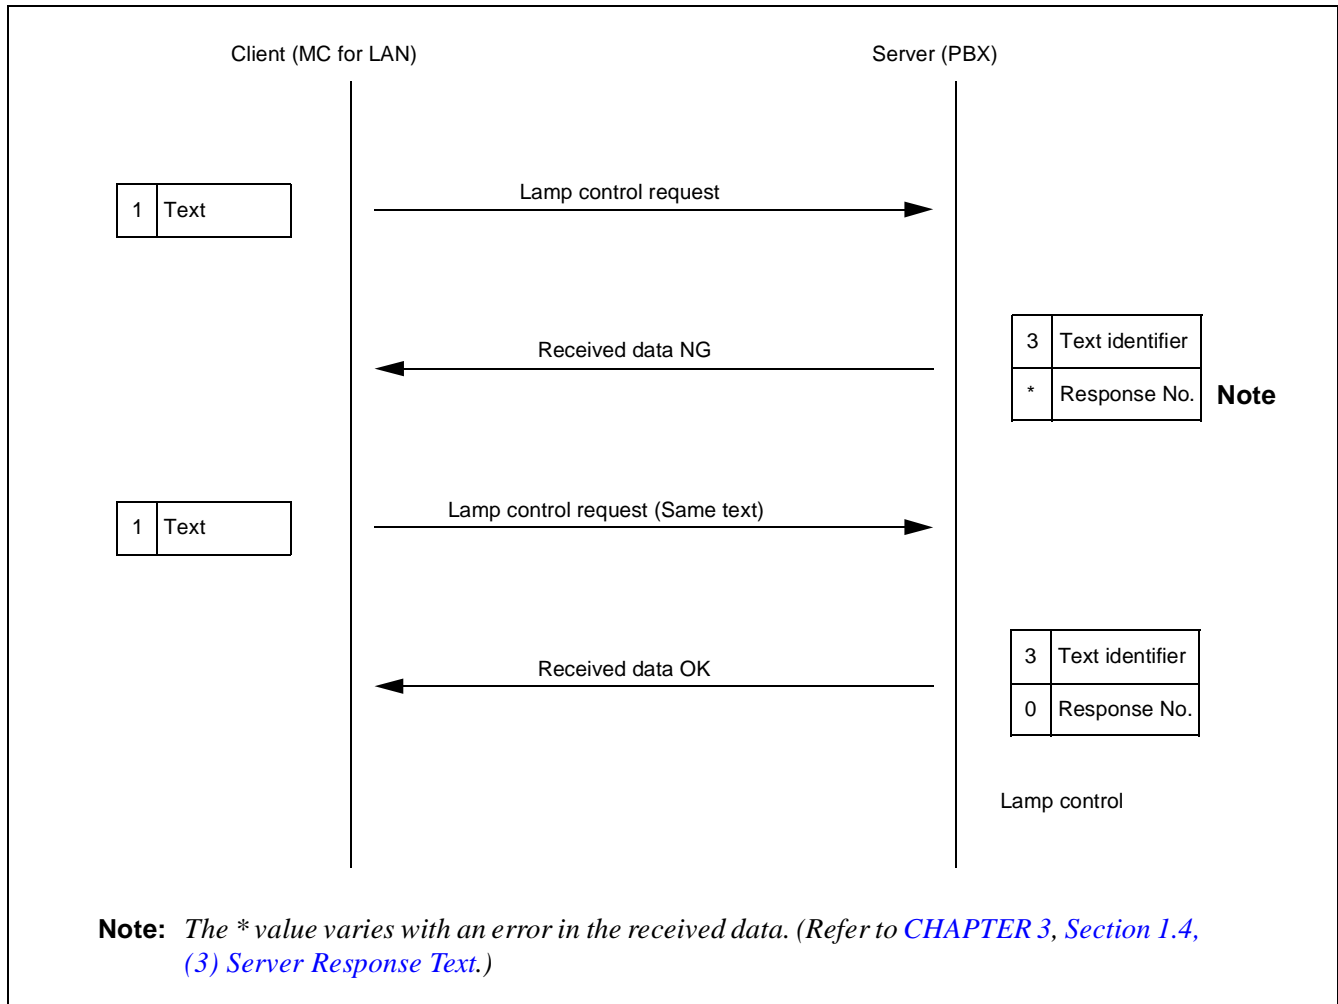 Client (MC for LAN)
Server (PBX)
Lamp control request
1 Text
Received data NG
3 Text identifier
* Response No. Note
Lamp control request (Same text)
1 Text
Received data OK
3 Text identifier
0 Response No.
Lamp control
Note: The * value varies with an error in the received data. (Refer to CHAPTER 3, Section 1.4,
(3) Server Response Text.)